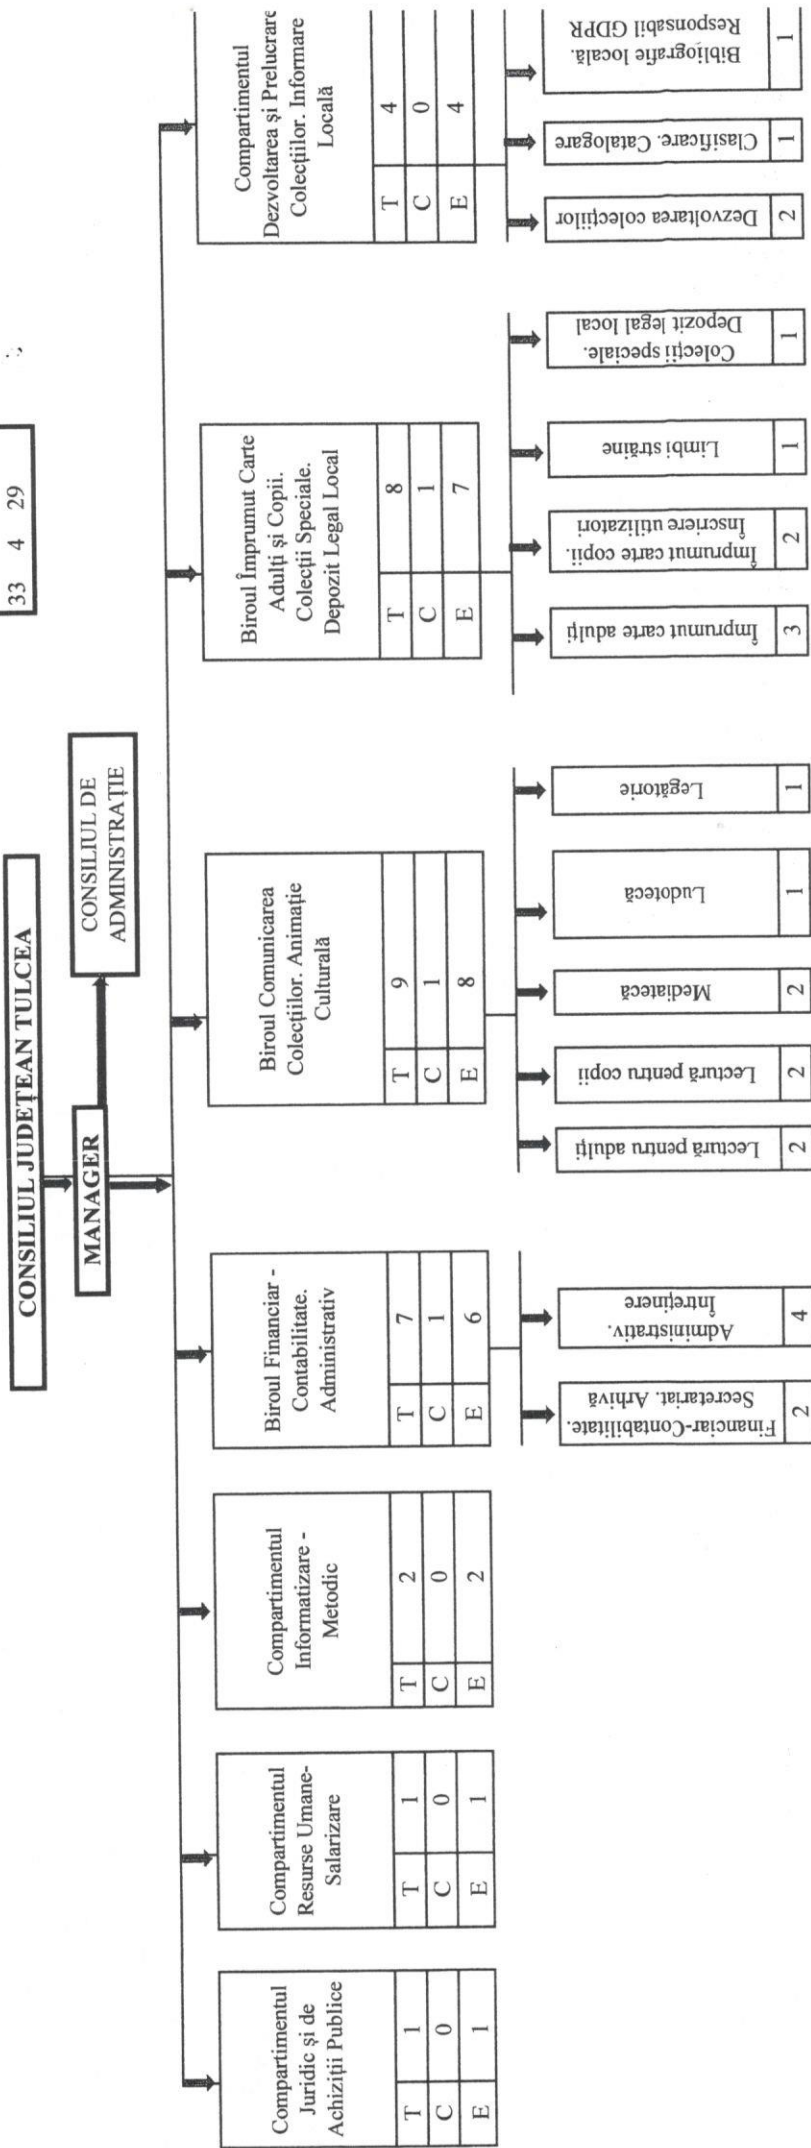 33 4 29
CONSILIUL JUDEȚEAN TULCEA
MANAGER
CONSILIUL DE
ADMINISTRAȚIE
Compartimentul
Juridic și de
Achiziții Publice
T 1
C 0
E 1
Compartimentul
Resurse Umane-
Salarizare
T 1
C 0
E 1
Compartimentul
Informatizare -
Metodic
T 2
C 0
E 2
Biroul Financiar -
Contabilitate.
Administrativ
T 7
C 1
E 6
Financiar-Contabilitate.
Secretariat. Arhivă
2
Administrativ.
Întreținere
4
Biroul Comunicarea
Colecțiilor. Animație
Culturală
T 9
C 1
E 8
Lectură pentru adulți
2
Lectură pentru copii
2
Mediatecă
2
Ludotecă
1
Legătorie
1
Biroul Împrumut Carte
Adulți și Copii.
Colecții Speciale.
Depozit Legal Local
T 8
C 1
E 7
Împrumut carte adulți
3
Împrumut carte copii.
Înscriere utilizatori
2
Limbi străine
1
Colecții speciale.
Depozit legal local
1
Compartimentul
Dezvoltarea și Prelucrare
Colecțiilor. Informare
Locală
T 4
C 0
E 4
Dezvoltarea colecțiilor
2
Clasificare. Catalogare
1
Bibliografie locală.
Responsabil GDPR
1